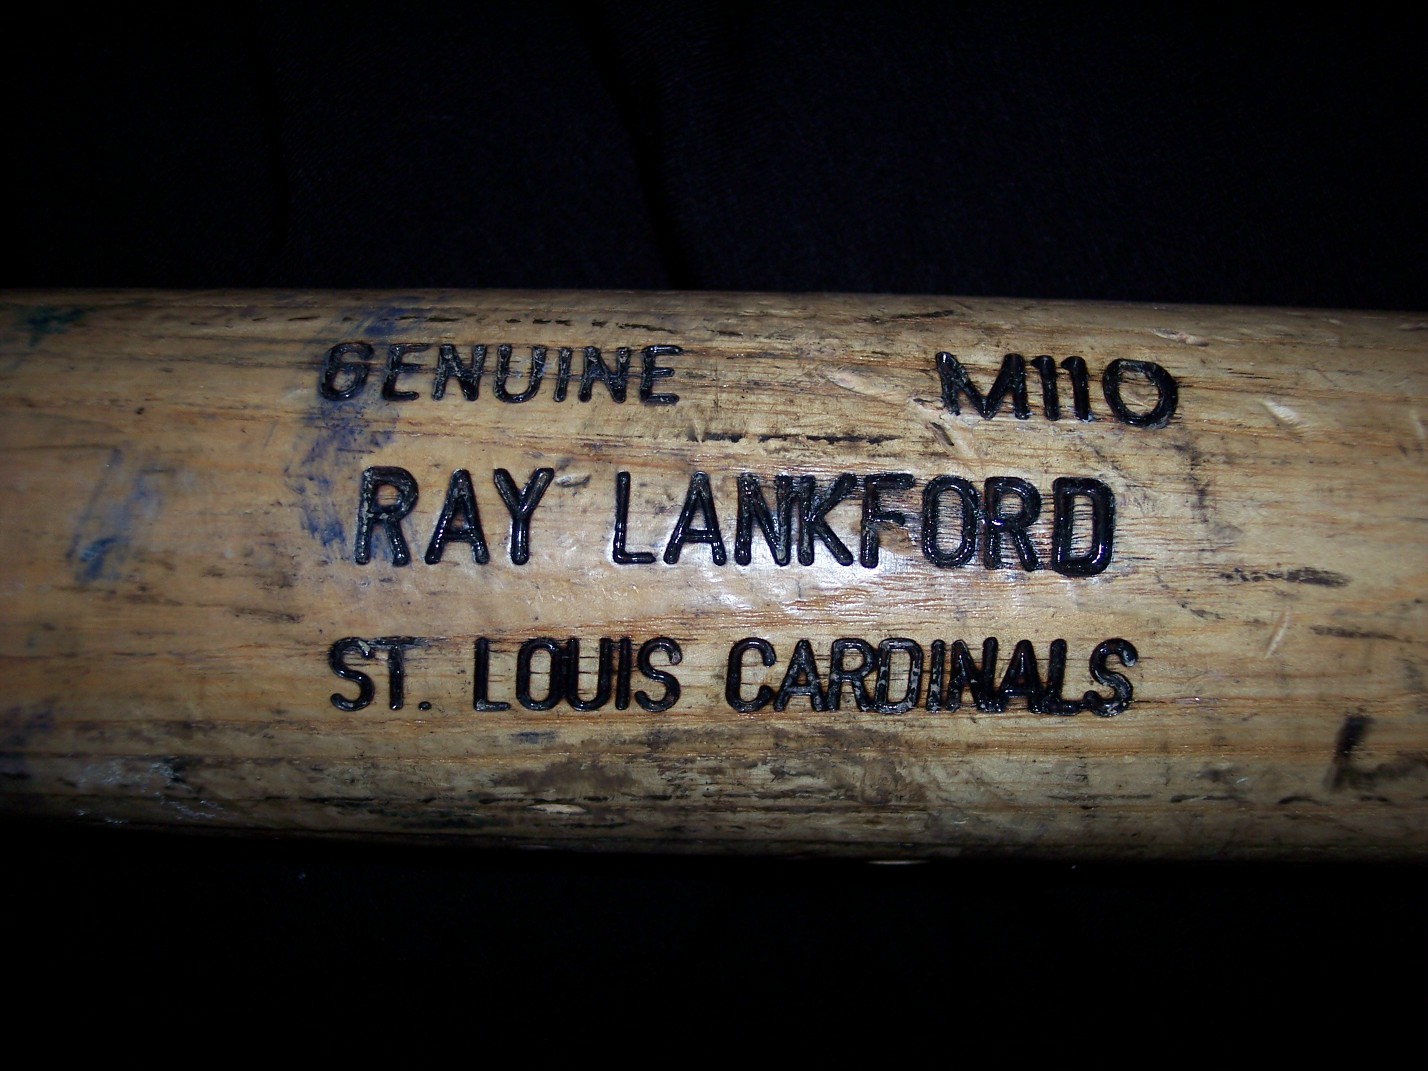 GENUINE M110
RAY LANKFORD
ST. LOUIS CARDINALS